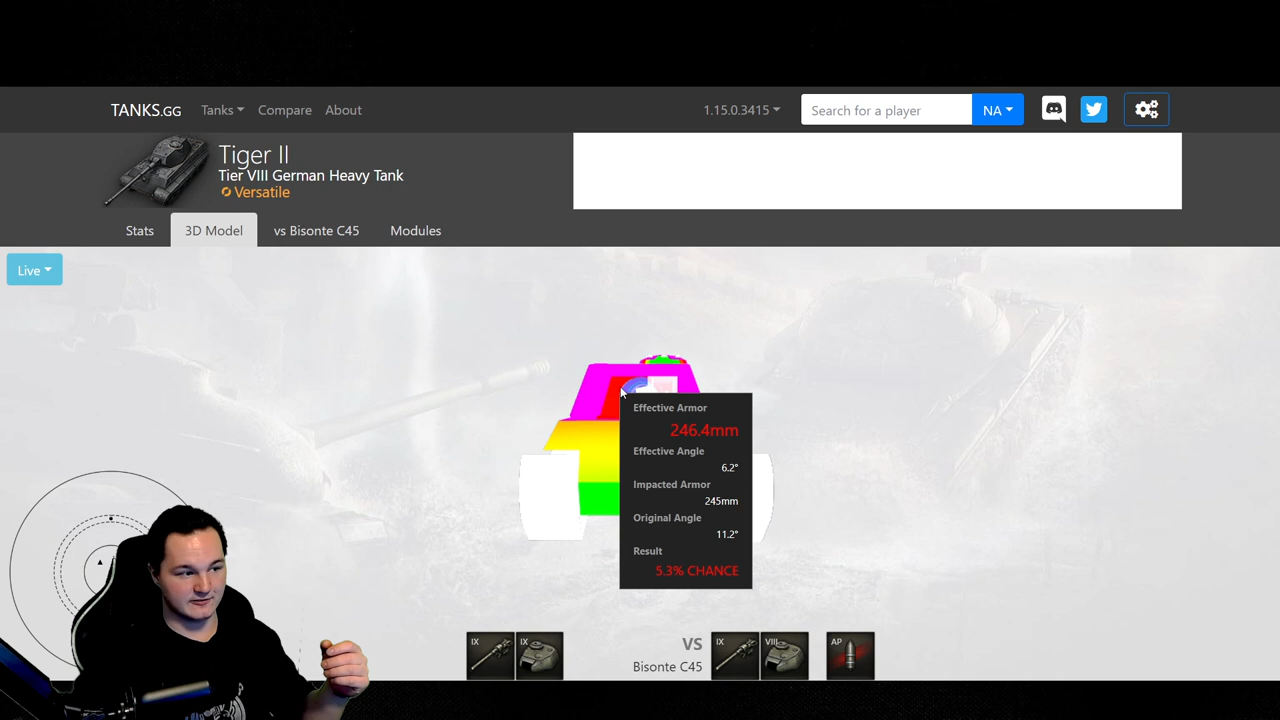 TANKS.GG Tanks Compare About 1.15.0.3415 Search for a player NA
Tiger II
Tier VIII German Heavy Tank
Versatile
Stats 3D Model vs Bisonte C45 Modules
Live
Effective Armor
246.4mm
Effective Angle
6.2°
Impacted Armor
245mm
Original Angle
11.2°
Result
5.3% CHANCE
IX IX VS IX VIII AP
Bisonte C45